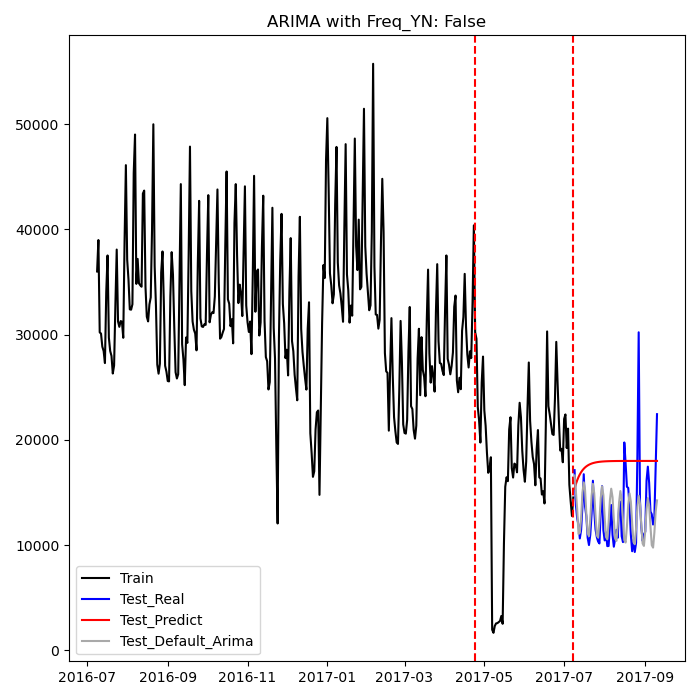 ARIMA with Freq_YN: False
50000
40000
30000
20000
10000
0
Train
Test_Real
Test_Predict
Test_Default_Arima
2016-07 2016-09 2016-11 2017-01 2017-03 2017-05 2017-07 2017-09